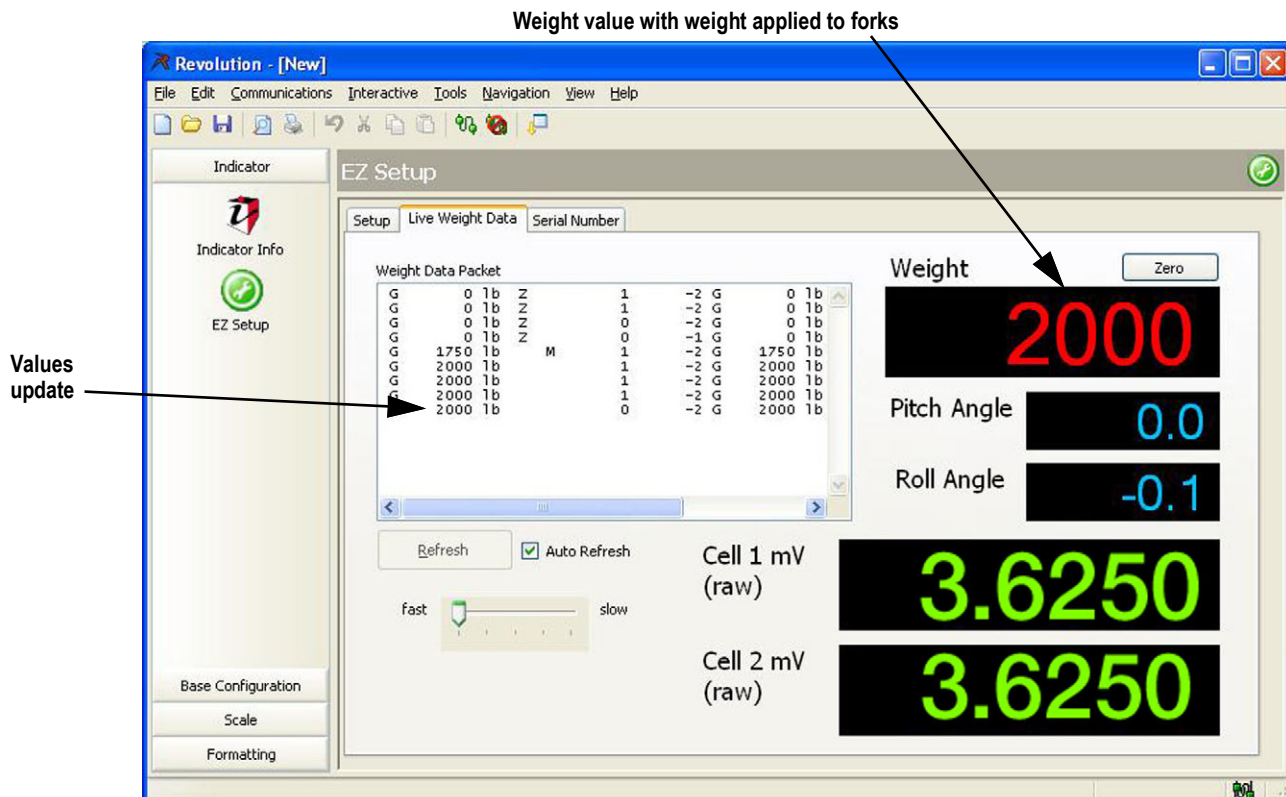 Weight value with weight applied to forks
Revolution - [New]
File Edit Communications Interactive Tools Navigation View Help
Indicator
EZ Setup
Indicator Info
EZ Setup
Setup Live Weight Data Serial Number
Weight Data Packet
G 0 lb Z 1 -2 G 0 lb
G 0 lb Z 1 -2 G 0 lb
G 0 lb Z 0 -2 G 0 lb
G 0 lb Z 0 -1 G 0 lb
G 1750 lb M 1 -2 G 1750 lb
G 2000 lb 1 -2 G 2000 lb
G 2000 lb 1 -2 G 2000 lb
G 2000 lb 1 -2 G 2000 lb
2000 lb 0 -2 G 2000 lb
Values
update
Weight Zero
2000
Pitch Angle 0.0
Roll Angle -0.1
Refresh Auto Refresh
fast slow
Cell 1 mV
(raw)
3.6250
Cell 2 mV
(raw)
3.6250
Base Configuration
Scale
Formatting